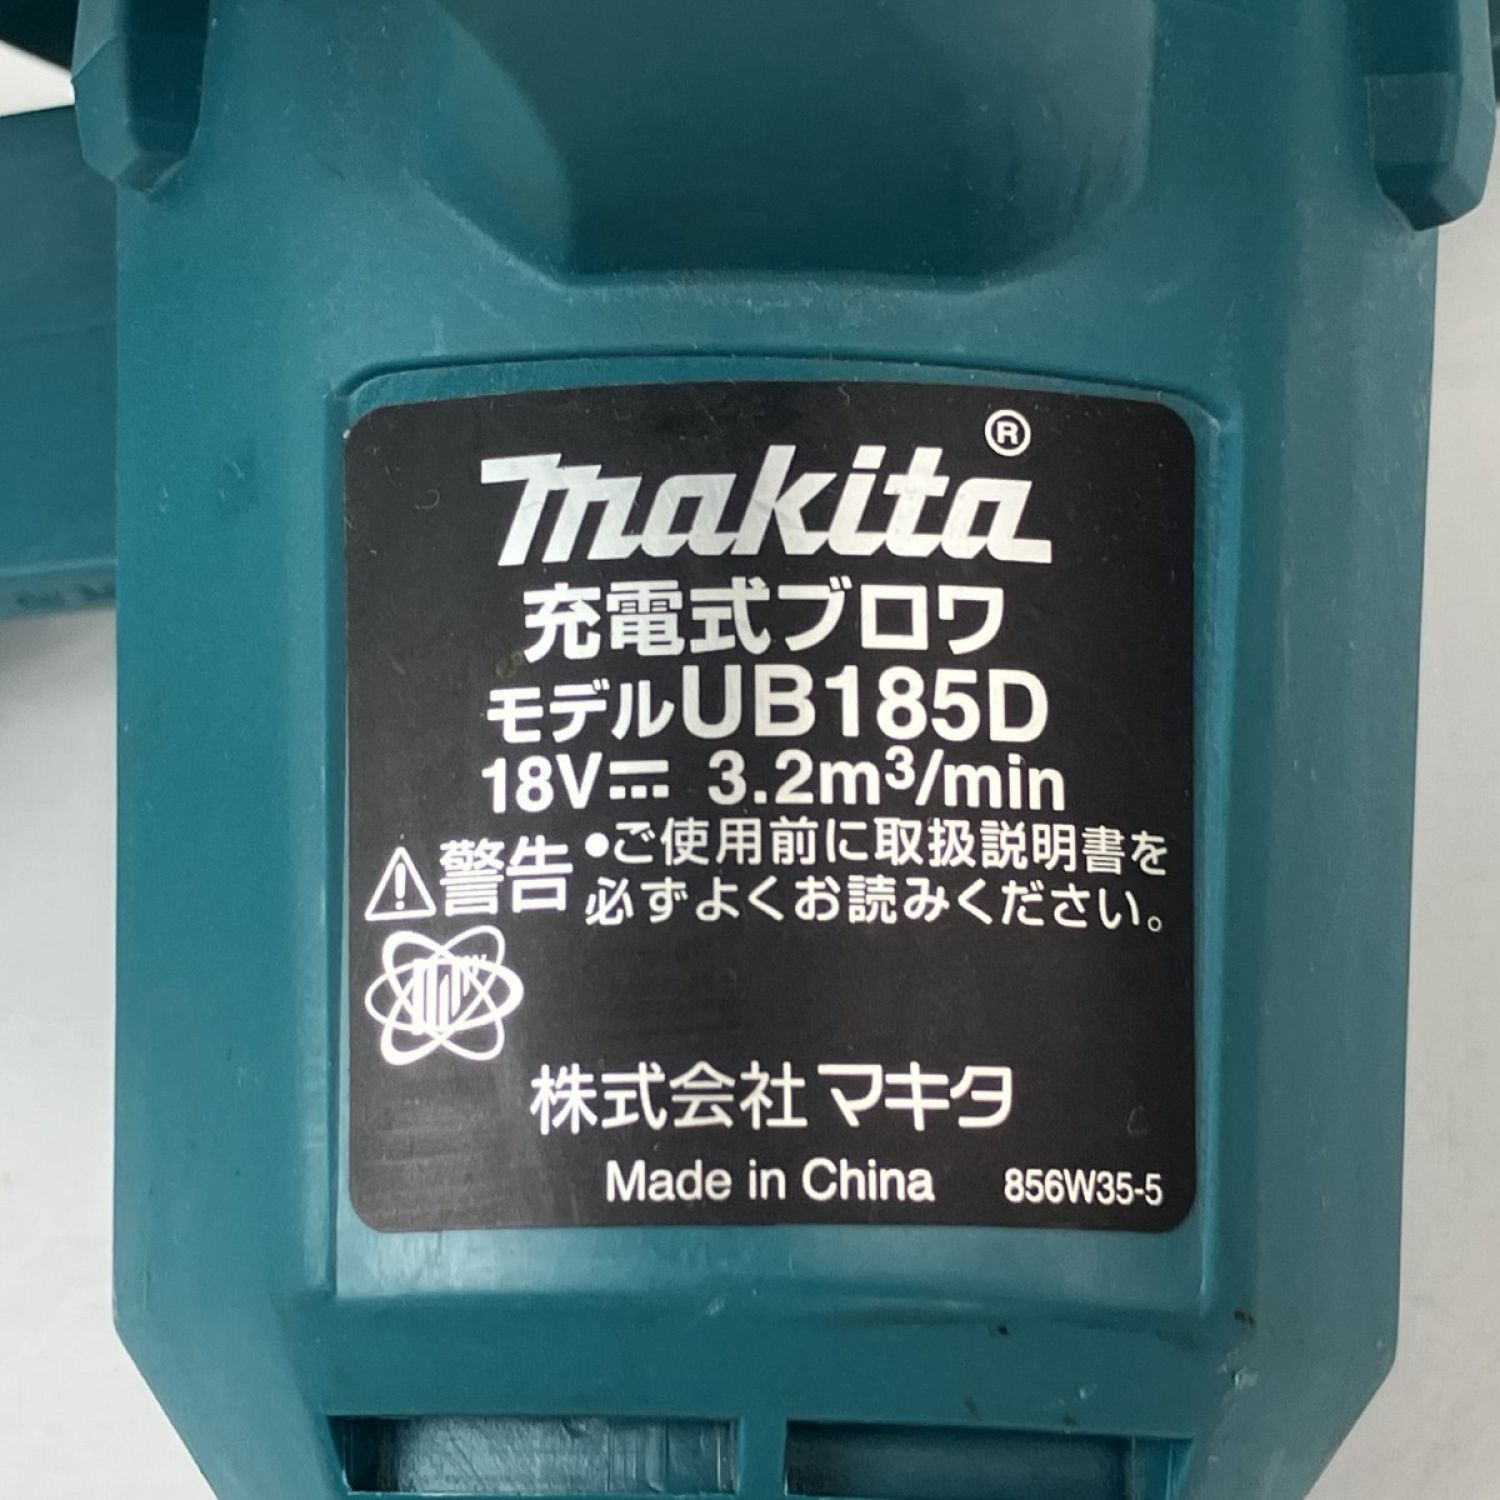 makita®
充電式ブロワ
モデルUB185D
18V⎓ 3.2m³/min
⚠警告 •ご使用前に取扱説明書を
必ずよくお読みください。
株式会社マキタ
Made in China 856W35-5